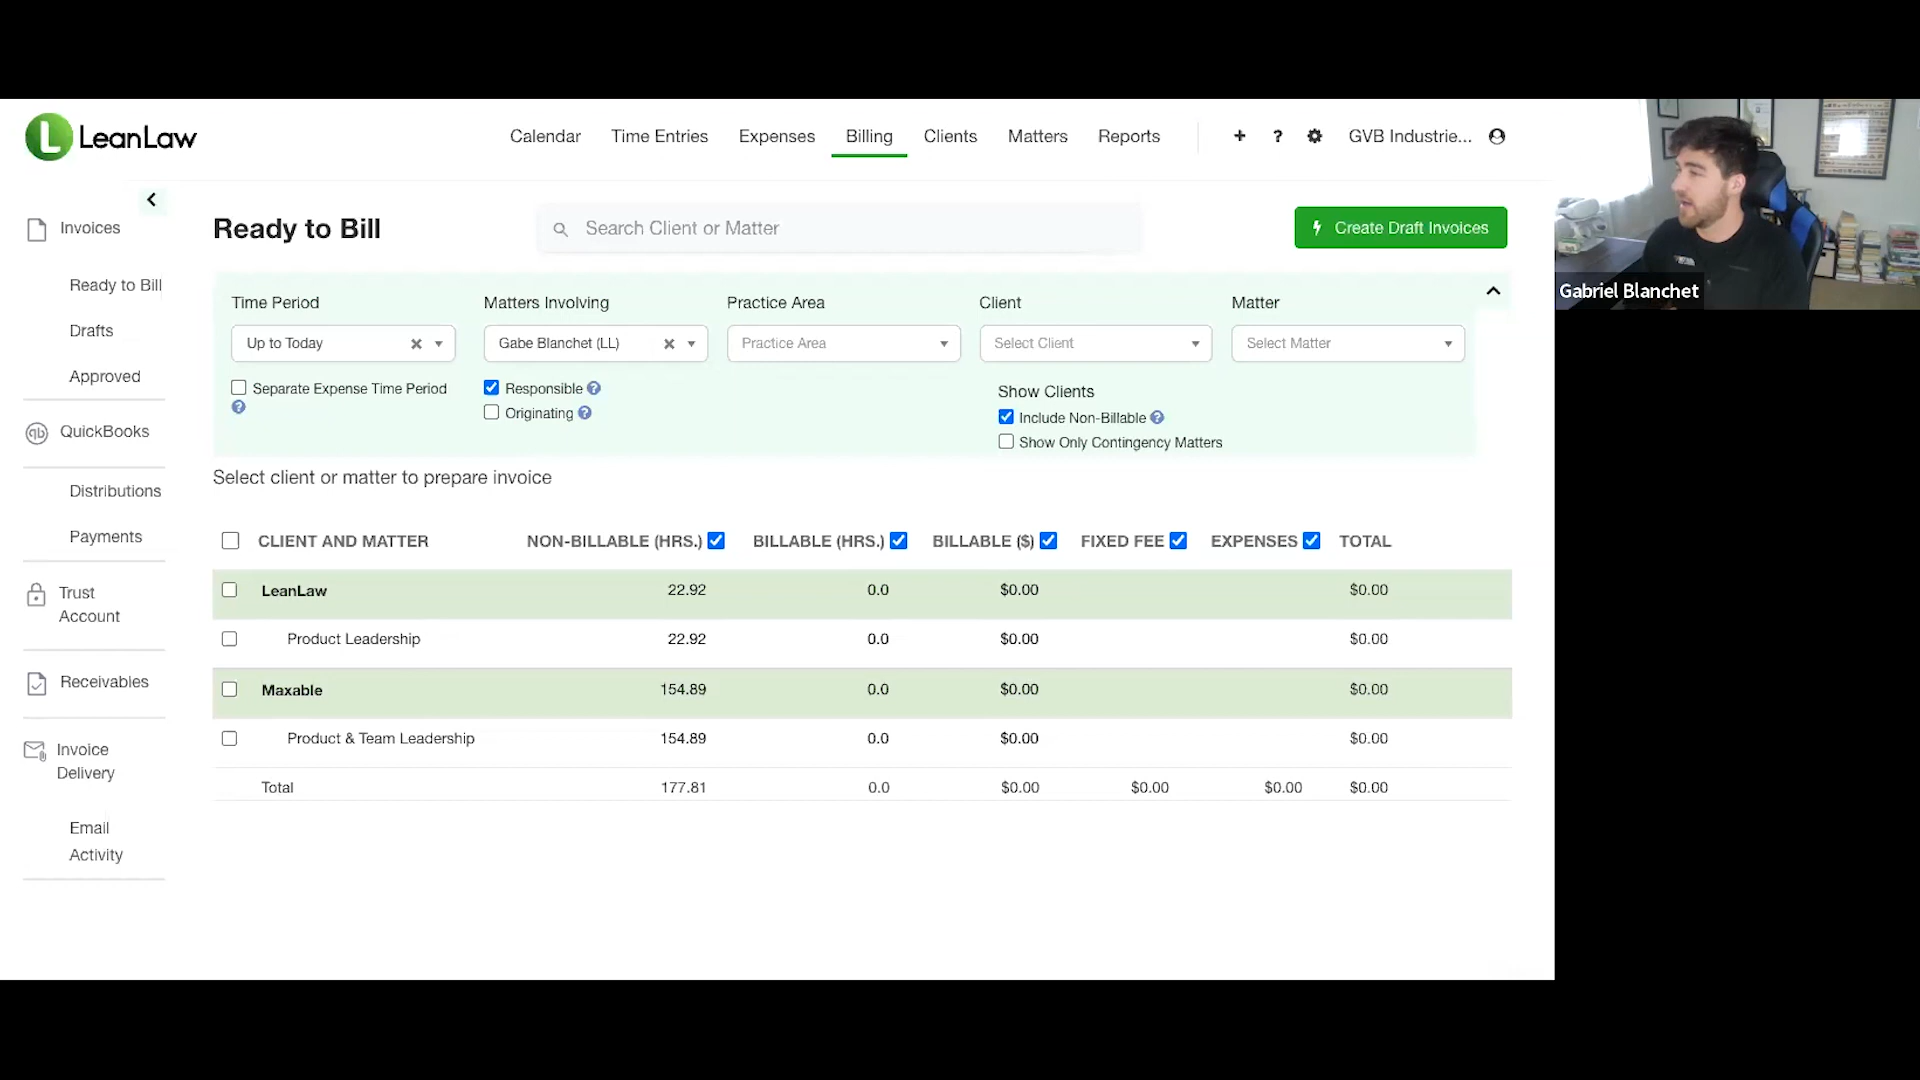 LeanLaw
Calendar Time Entries Expenses Billing Clients Matters Reports + ? GVB Industrie...
Invoices
Ready to Bill
Drafts
Approved
qb QuickBooks
Distributions
Payments
Trust
Account
Receivables
Invoice
Delivery
Email
Activity
Ready to Bill
Search Client or Matter
Create Draft Invoices
Time Period Matters Involving Practice Area Client Matter
Up to Today Gabe Blanchet (LL) Practice Area Select Client Select Matter
Separate Expense Time Period ?
Responsible ?
Originating ?
Show Clients
Include Non-Billable ?
Show Only Contingency Matters
Select client or matter to prepare invoice
CLIENT AND MATTER NON-BILLABLE (HRS.) BILLABLE (HRS.) BILLABLE ($) FIXED FEE EXPENSES TOTAL
LeanLaw 22.92 0.0 $0.00 $0.00
Product Leadership 22.92 0.0 $0.00 $0.00
Maxable 154.89 0.0 $0.00 $0.00
Product & Team Leadership 154.89 0.0 $0.00 $0.00
Total 177.81 0.0 $0.00 $0.00 $0.00 $0.00
Gabriel Blanchet